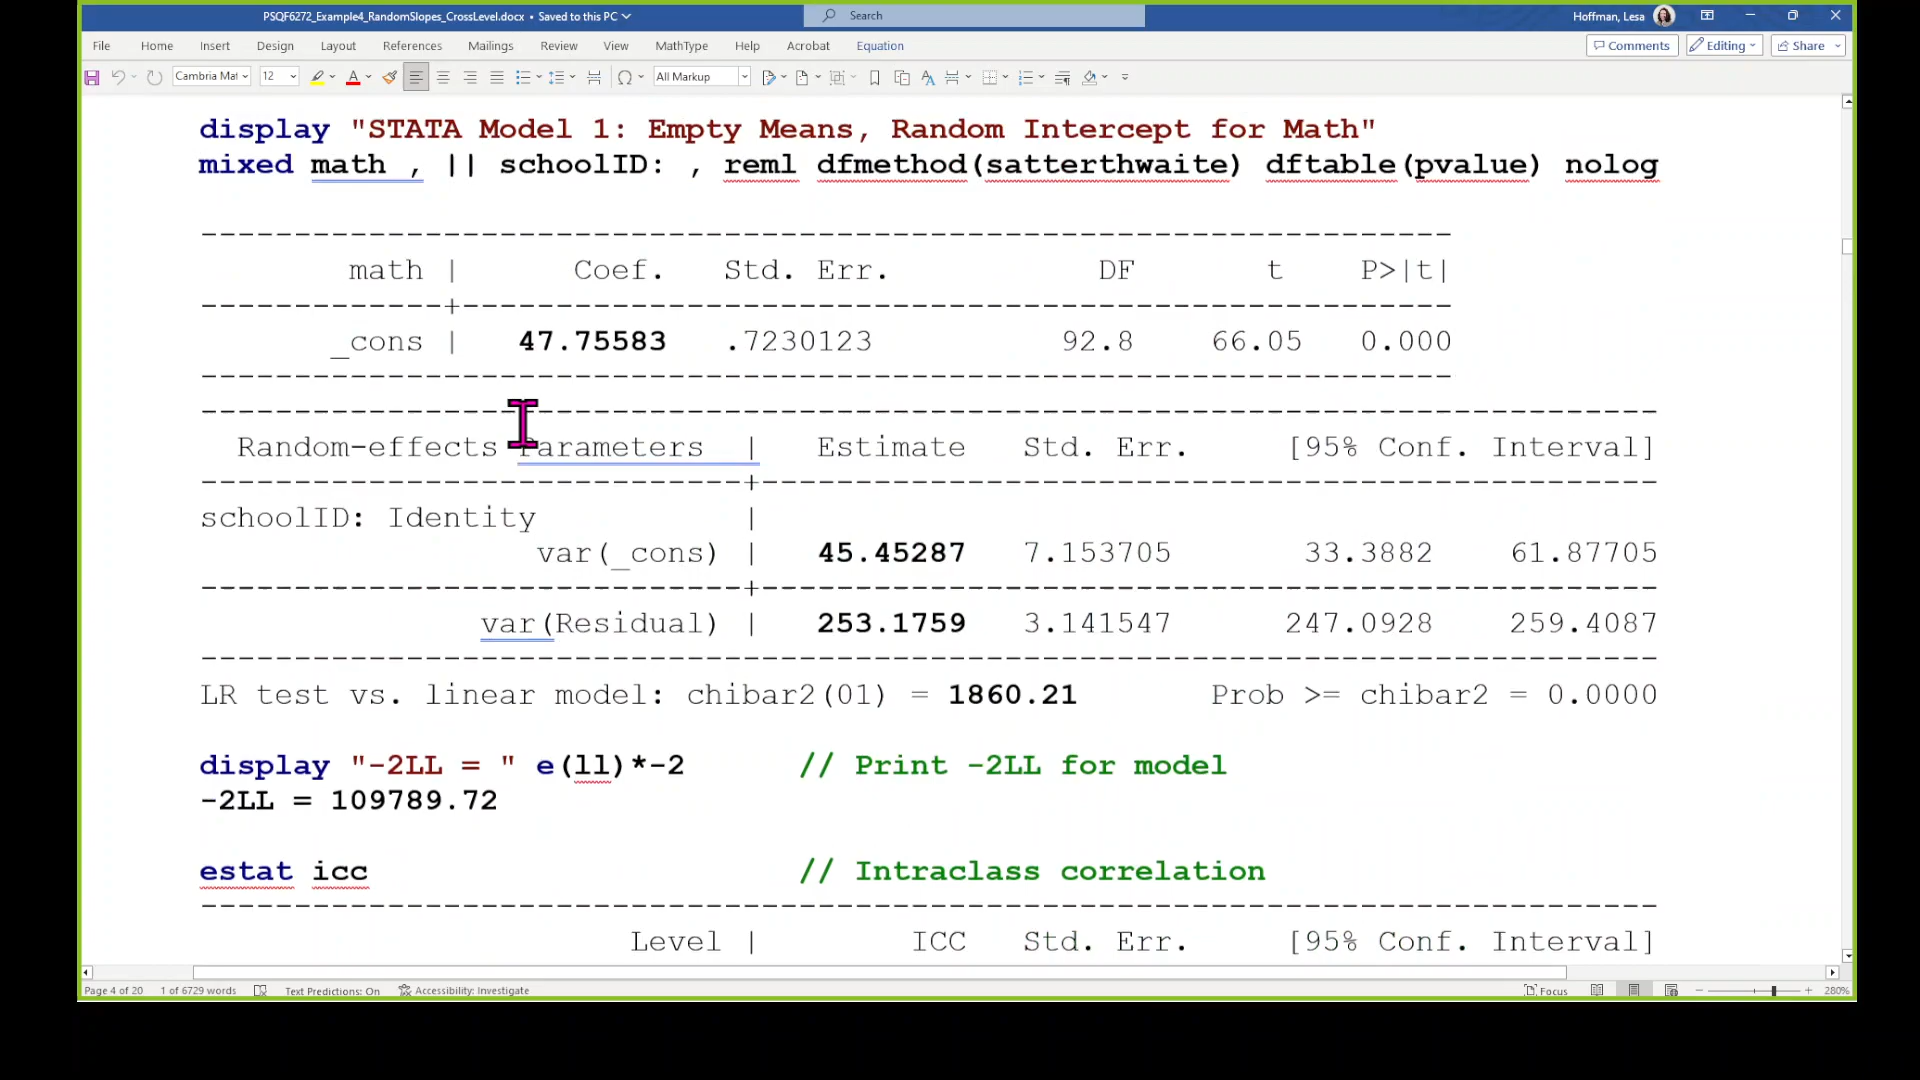 PSQF6272_Example4_RandomSlopes_CrossLevel.docx • Saved to this PC
Search
Hoffman, Lesa
File Home Insert Design Layout References Mailings Review View MathType Help Acrobat Equation
Comments Editing Share
Cambria Mat 12 All Markup
display "STATA Model 1: Empty Means, Random Intercept for Math"
mixed math , || schoolID: , reml dfmethod(satterthwaite) dftable(pvalue) nolog
------------------------------------------------------------------
math | Coef. Std. Err. DF t P>|t|
-------------+----------------------------------------------------
_cons | 47.75583 .7230123 92.8 66.05 0.000
------------------------------------------------------------------
------------------------------------------------------------------------------
Random-effects Parameters | Estimate Std. Err. [95% Conf. Interval]
-----------------------------+------------------------------------------------
schoolID: Identity |
var(_cons) | 45.45287 7.153705 33.3882 61.87705
-----------------------------+------------------------------------------------
var(Residual) | 253.1759 3.141547 247.0928 259.4087
------------------------------------------------------------------------------
LR test vs. linear model: chibar2(01) = 1860.21 Prob >= chibar2 = 0.0000
display "-2LL = " e(ll)*-2 // Print -2LL for model
-2LL = 109789.72
estat icc // Intraclass correlation
------------------------------------------------------------------------------
Level | ICC Std. Err. [95% Conf. Interval]
Page 4 of 20 1 of 6729 words Text Predictions: On Accessibility: Investigate Focus 280%